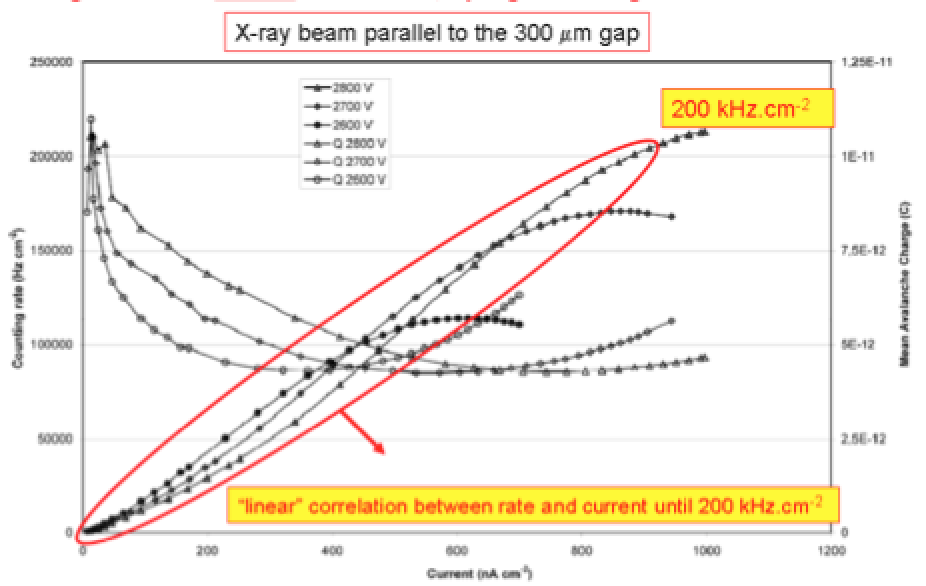 X-ray beam parallel to the 300 μm gap
250000
1,25E-11
2800 V
2700 V
2600 V
Q 2800 V
Q 2700 V
Q 2600 V
200 kHz.cm-2
200000
1E-11
150000
7,5E-12
100000
5E-12
50000
2,5E-12
"linear" correlation between rate and current until 200 kHz.cm-2
0
0
0
200
400
600
800
1000
1200
Counting rate (Hz cm-1)
Mean Avalanche Charge (C)
Current (nA cm-2)